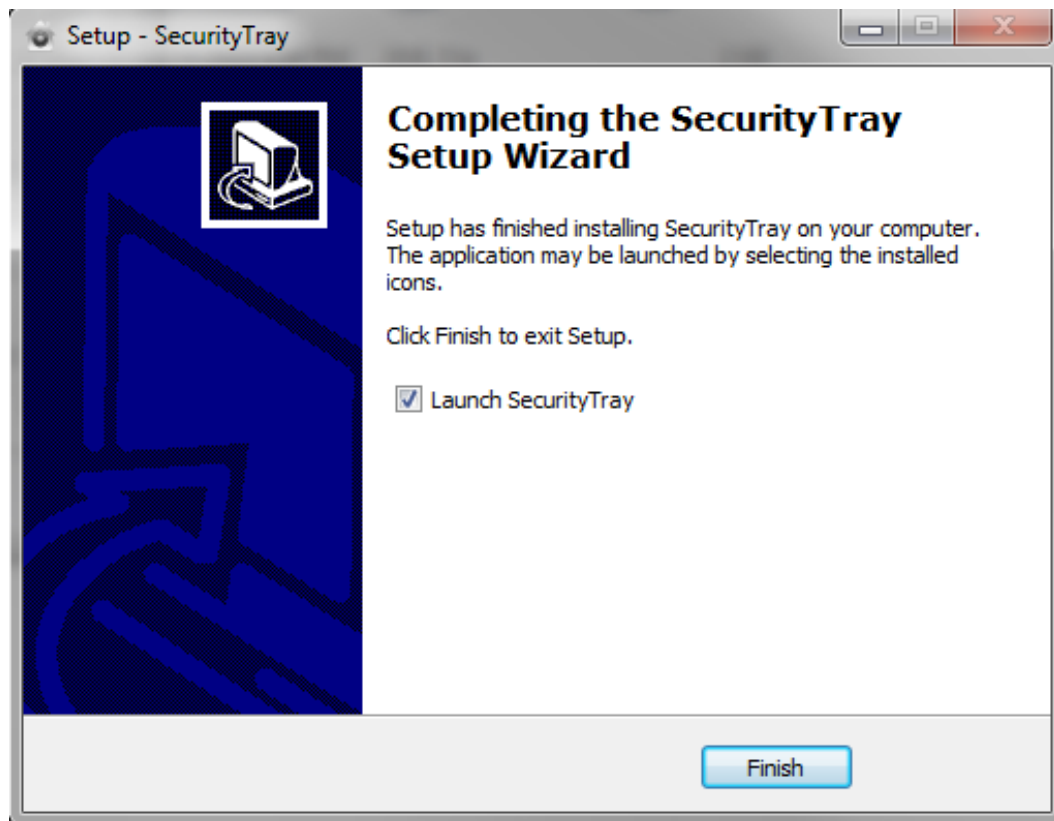 Setup - SecurityTray
Completing the SecurityTray
Setup Wizard
Setup has finished installing SecurityTray on your computer.
The application may be launched by selecting the installed
icons.
Click Finish to exit Setup.
Launch SecurityTray
Finish